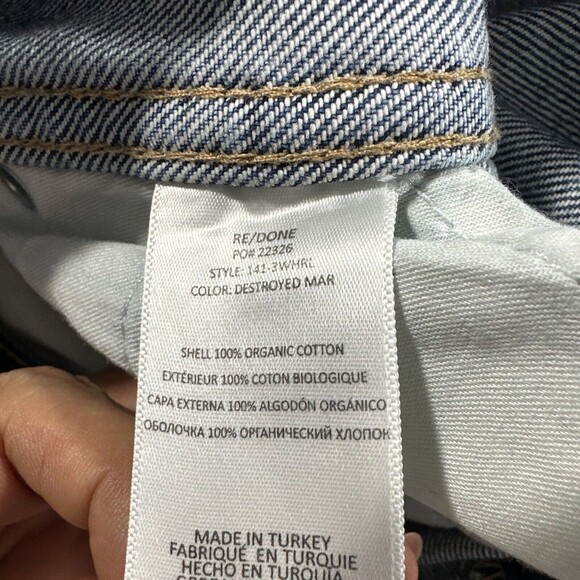 RE/DONE
PO# 22326
STYLE: 141-3WHRL
COLOR: DESTROYED MAR
SHELL 100% ORGANIC COTTON
EXTÉRIEUR 100% COTON BIOLOGIQUE
CAPA EXTERNA 100% ALGODÓN ORGÁNICO
ОБОЛОЧКА 100% ОРГАНИЧЕСКИЙ ХЛОПОК
MADE IN TURKEY
FABRIQUÉ EN TURQUIE
HECHO EN TURQUÍA